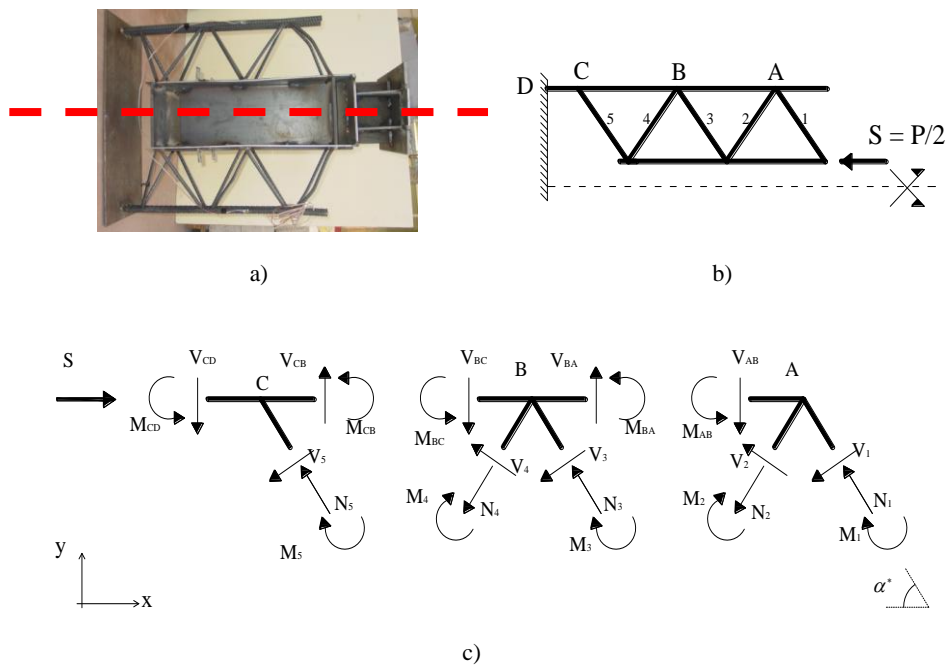 D C B A
5 4 3 2 1
S = P/2
a) b)
S V_CD C V_CB V_BC B V_BA V_AB A
M_CD M_CB M_BC M_BA M_AB
V_5 V_4 V_3 V_2 V_1
N_5 M_4 N_4 N_3 M_2 N_2 N_1
M_5 M_3 M_1
y
x α*
c)